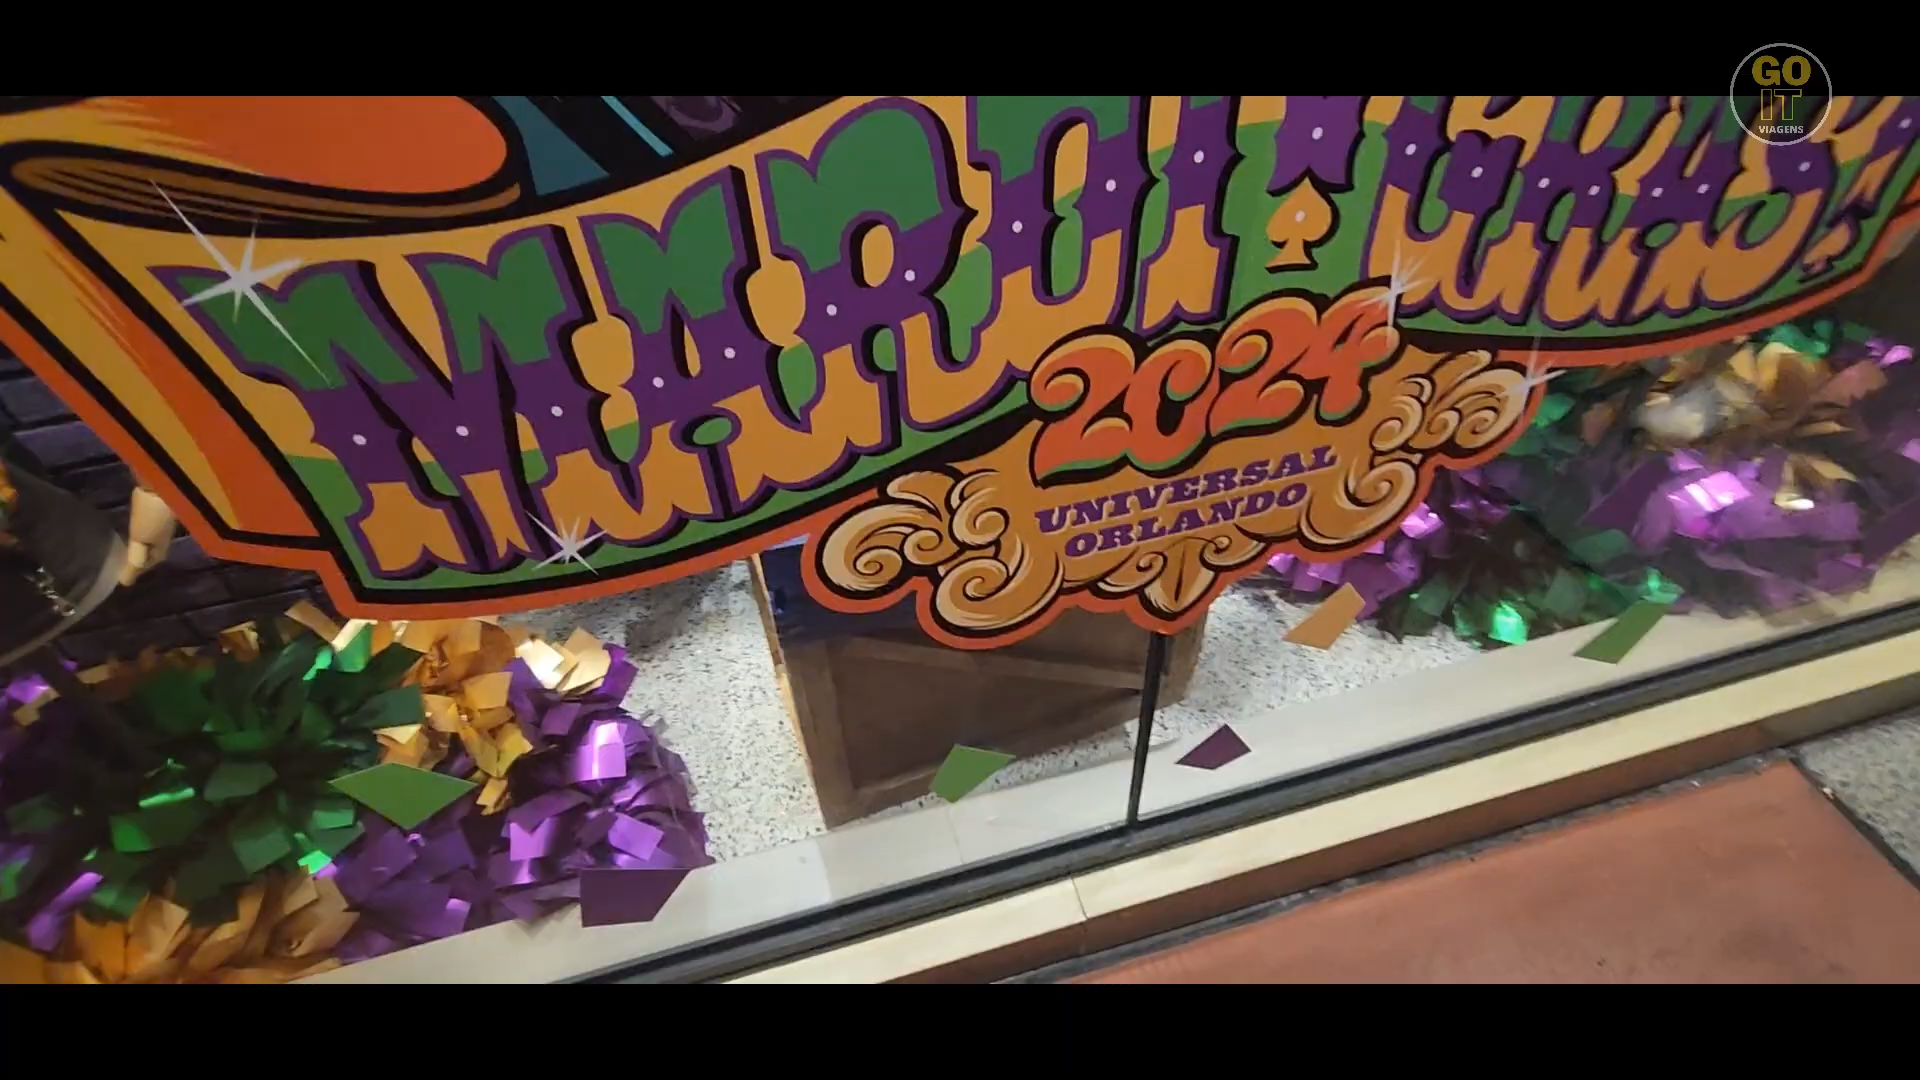 GO
IT
VIAGENS
MARDI GRAS
2024
UNIVERSAL
ORLANDO